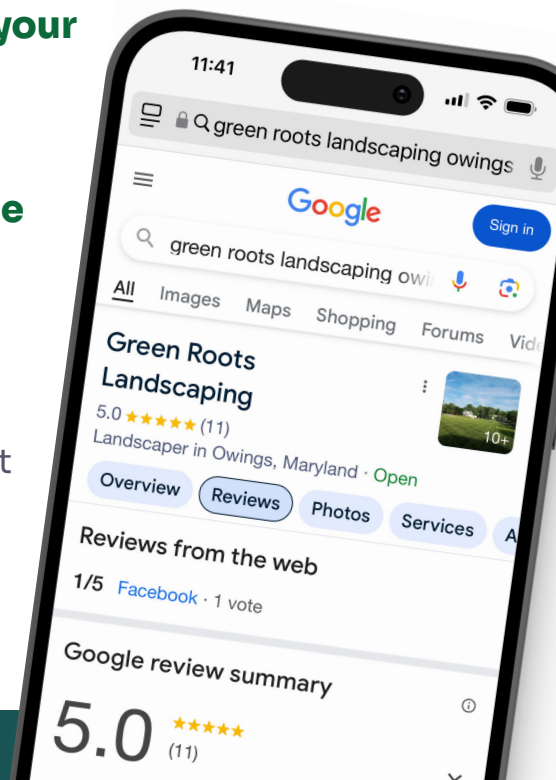 your
e
t
11:41
green roots landscaping owings
Google
Sign in
green roots landscaping owi
All Images Maps Shopping Forums Vide
Green Roots
Landscaping
10+
5.0 (11)
Landscaper in Owings, Maryland · Open
Overview Reviews Photos Services A
Reviews from the web
1/5 Facebook · 1 vote
Google review summary
5.0
(11)